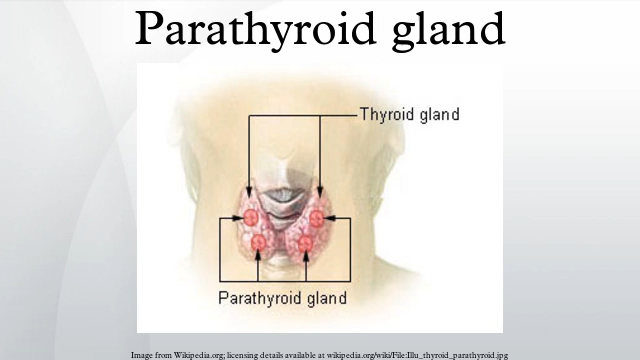 Parathyroid gland
Thyroid gland
Parathyroid gland
Image from Wikipedia.org; licensing details available at wikipedia.org/wiki/File:Illu_thyroid_parathyroid.jpg